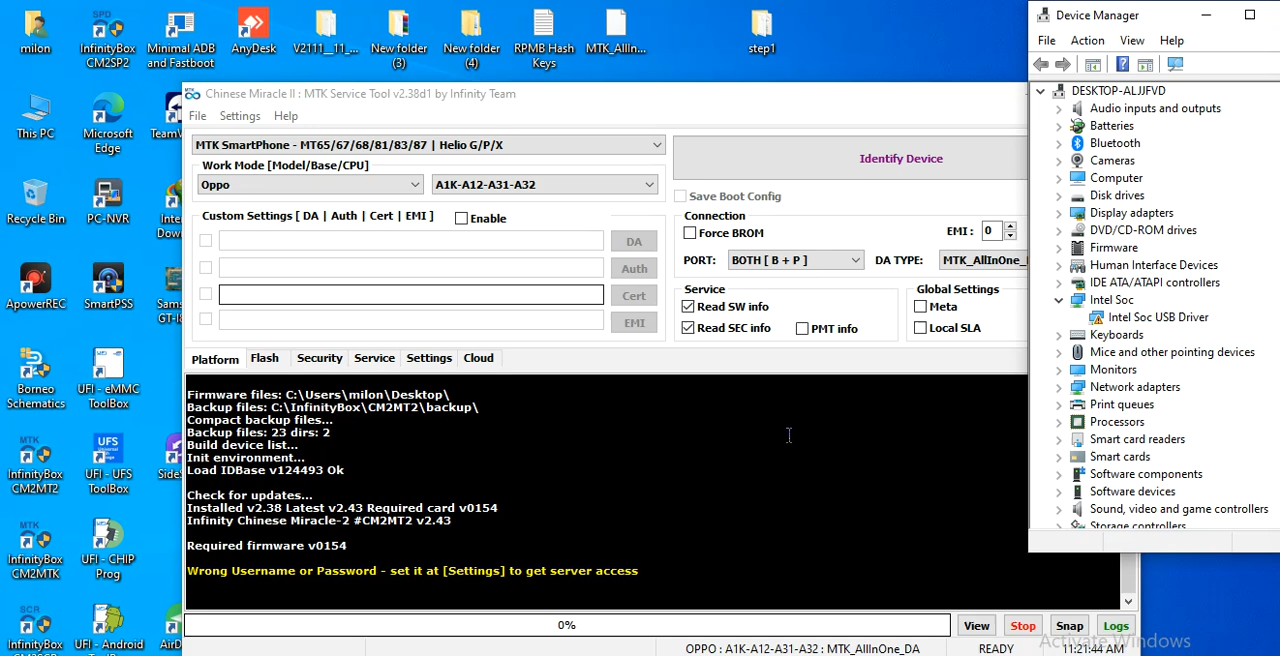 milon
InfinityBox
CM2SP2
Minimal ADB
and Fastboot
AnyDesk
V2111__11_...
New folder
(3)
New folder
(4)
RPMB Hash
Keys
MTK_AllIn...
step1
This PC
Microsoft
Edge
Recycle Bin
PC-NVR
ApowerREC
SmartPSS
Borneo
Schematics
UFI - eMMC
ToolBox
MTK
InfinityBox
CM2MT2
UFS
UFI - UFS
ToolBox
MTK
InfinityBox
CM2MTK
UFI - CHIP
Prog
SCR
InfinityBox
UFI - Android
Chinese Miracle II : MTK Service Tool v2.38d1 by Infinity Team
File Settings Help
MTK SmartPhone - MT65/67/68/81/83/87 | Helio G/P/X
Work Mode [Model/Base/CPU]
Oppo A1K-A12-A31-A32
Custom Settings [ DA | Auth | Cert | EMI ] Enable
DA
Auth
Cert
EMI
Identify Device
Save Boot Config
Connection
Force BROM EMI : 0
PORT: BOTH [ B + P ] DA TYPE: MTK_AllInOne_
Service
Read SW info
Read SEC info PMT info
Global Settings
Meta
Local SLA
Platform Flash Security Service Settings Cloud
Firmware files: C:\Users\milon\Desktop\
Backup files: C:\InfinityBox\CM2MT2\backup\
Compact backup files...
Backup files: 23 dirs: 2
Build device list...
Init environment...
Load IDBase v124493 Ok
Check for updates...
Installed v2.38 Latest v2.43 Required card v0154
Infinity Chinese Miracle-2 #CM2MT2 v2.43
Required firmware v0154
Wrong Username or Password - set it at [Settings] to get server access
0% View Stop Snap Logs
OPPO : A1K-A12-A31-A32 : MTK_AllInOne_DA READY 11:21:44 AM
Activate Windows
Device Manager
File Action View Help
DESKTOP-ALJJFVD
Audio inputs and outputs
Batteries
Bluetooth
Cameras
Computer
Disk drives
Display adapters
DVD/CD-ROM drives
Firmware
Human Interface Devices
IDE ATA/ATAPI controllers
Intel Soc
Intel Soc USB Driver
Keyboards
Mice and other pointing devices
Monitors
Network adapters
Print queues
Processors
Smart card readers
Smart cards
Software components
Software devices
Sound, video and game controllers
Storage controllers